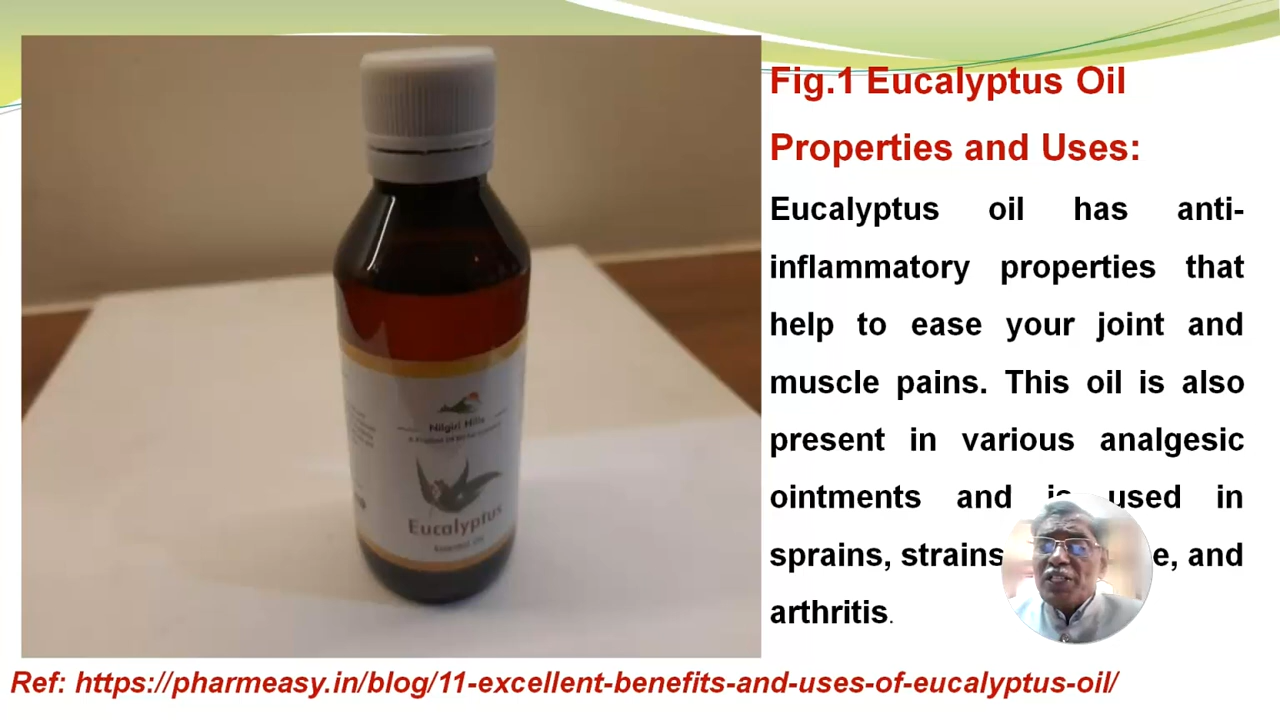 Fig.1 Eucalyptus Oil
Properties and Uses:
Eucalyptus oil has anti-
inflammatory properties that
help to ease your joint and
muscle pains. This oil is also
present in various analgesic
ointments and is used in
sprains, strains e, and
arthritis.
Nilgiri Hills
Eucalyptus
Ref: https://pharmeasy.in/blog/11-excellent-benefits-and-uses-of-eucalyptus-oil/